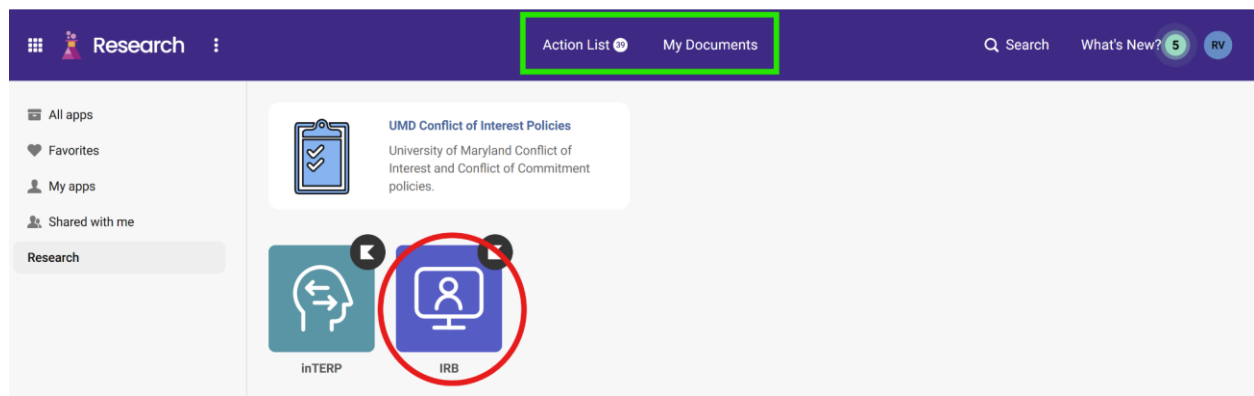 Research
Action List 39
My Documents
Search
What's New? 5
RV
All apps
Favorites
My apps
Shared with me
Research
UMD Conflict of Interest Policies
University of Maryland Conflict of
Interest and Conflict of Commitment
policies.
inTERP
IRB